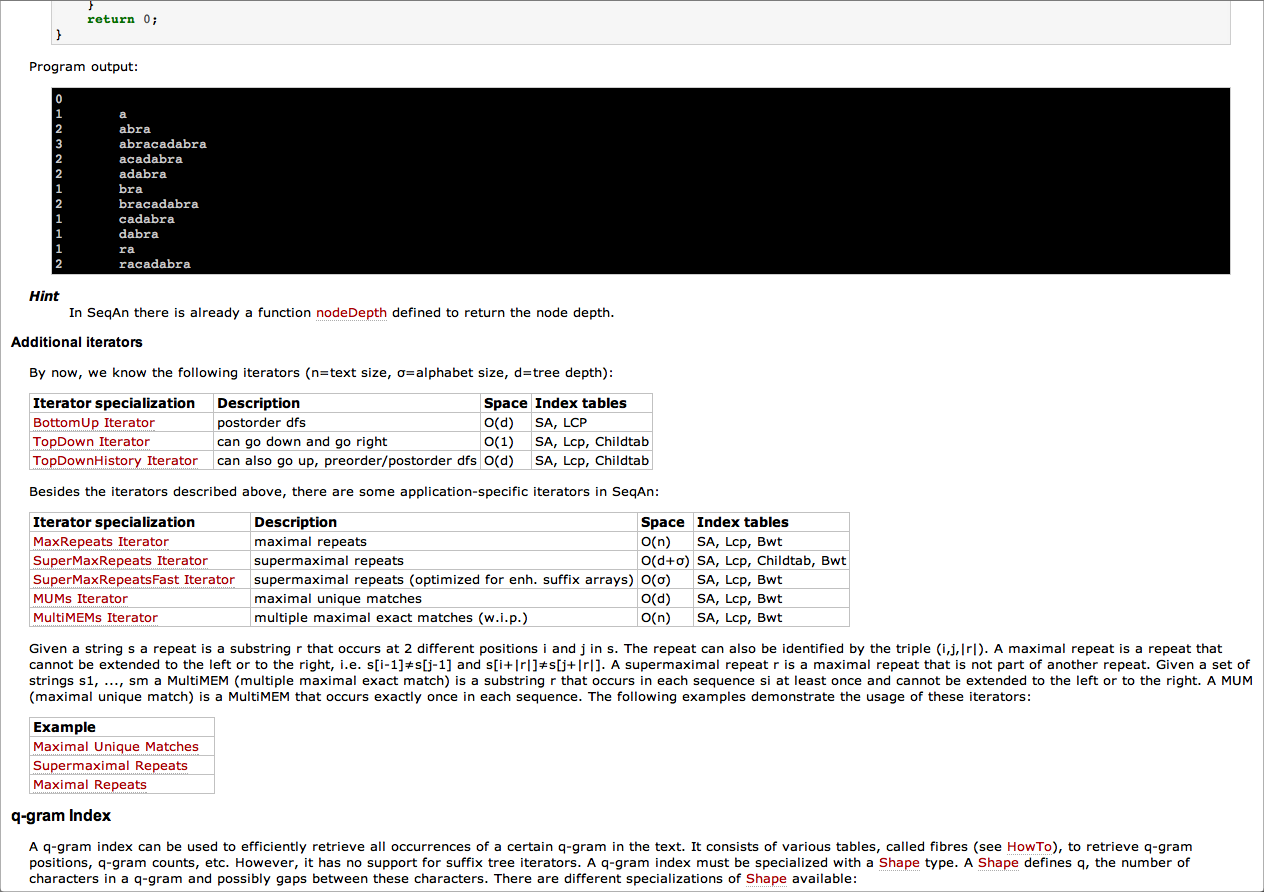 }
return 0;
}
Program output:
0
1 a
2 abra
3 abracadabra
2 acadabra
2 adabra
1 bra
2 bracadabra
1 cadabra
1 dabra
1 ra
2 racadabra
Hint
In SeqAn there is already a function nodeDepth defined to return the node depth.
Additional iterators
By now, we know the following iterators (n=text size, σ=alphabet size, d=tree depth):
Iterator specialization Description Space Index tables
BottomUp Iterator postorder dfs O(d) SA, LCP
TopDown Iterator can go down and go right O(1) SA, Lcp, Childtab
TopDownHistory Iterator can also go up, preorder/postorder dfs O(d) SA, Lcp, Childtab
Besides the iterators described above, there are some application-specific iterators in SeqAn:
Iterator specialization Description Space Index tables
MaxRepeats Iterator maximal repeats O(n) SA, Lcp, Bwt
SuperMaxRepeats Iterator supermaximal repeats O(d+σ) SA, Lcp, Childtab, Bwt
SuperMaxRepeatsFast Iterator supermaximal repeats (optimized for enh. suffix arrays) O(σ) SA, Lcp, Bwt
MUMs Iterator maximal unique matches O(d) SA, Lcp, Bwt
MultiMEMs Iterator multiple maximal exact matches (w.i.p.) O(n) SA, Lcp, Bwt
Given a string s a repeat is a substring r that occurs at 2 different positions i and j in s. The repeat can also be identified by the triple (i,j,|r|). A maximal repeat is a repeat that
cannot be extended to the left or to the right, i.e. s[i-1]≠s[j-1] and s[i+|r|]≠s[j+|r|]. A supermaximal repeat r is a maximal repeat that is not part of another repeat. Given a set of
strings s1, ..., sm a MultiMEM (multiple maximal exact match) is a substring r that occurs in each sequence si at least once and cannot be extended to the left or to the right. A MUM
(maximal unique match) is a MultiMEM that occurs exactly once in each sequence. The following examples demonstrate the usage of these iterators:
Example
Maximal Unique Matches
Supermaximal Repeats
Maximal Repeats
q-gram Index
A q-gram index can be used to efficiently retrieve all occurrences of a certain q-gram in the text. It consists of various tables, called fibres (see HowTo), to retrieve q-gram
positions, q-gram counts, etc. However, it has no support for suffix tree iterators. A q-gram index must be specialized with a Shape type. A Shape defines q, the number of
characters in a q-gram and possibly gaps between these characters. There are different specializations of Shape available: